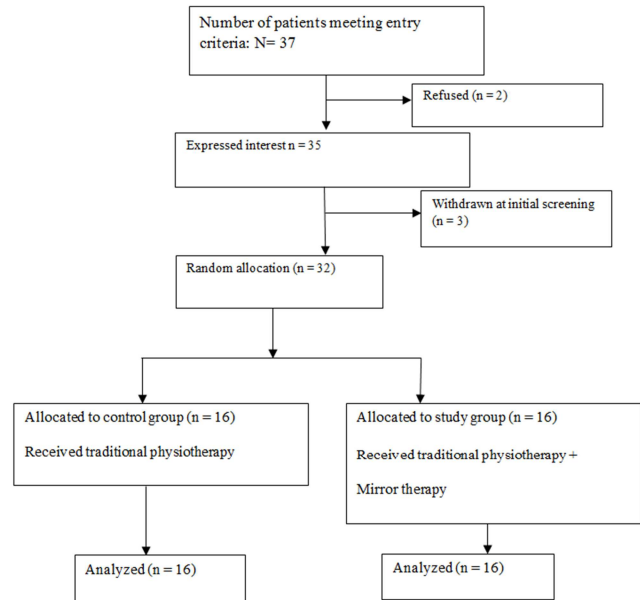 Number of patients meeting entry
criteria: N= 37
Refused (n = 2)
Expressed interest n = 35
Withdrawn at initial screening
(n = 3)
Random allocation (n = 32)
Allocated to control group (n = 16)
Received traditional physiotherapy
Allocated to study group (n = 16)
Received traditional physiotherapy +
Mirror therapy
Analyzed (n = 16)
Analyzed (n = 16)